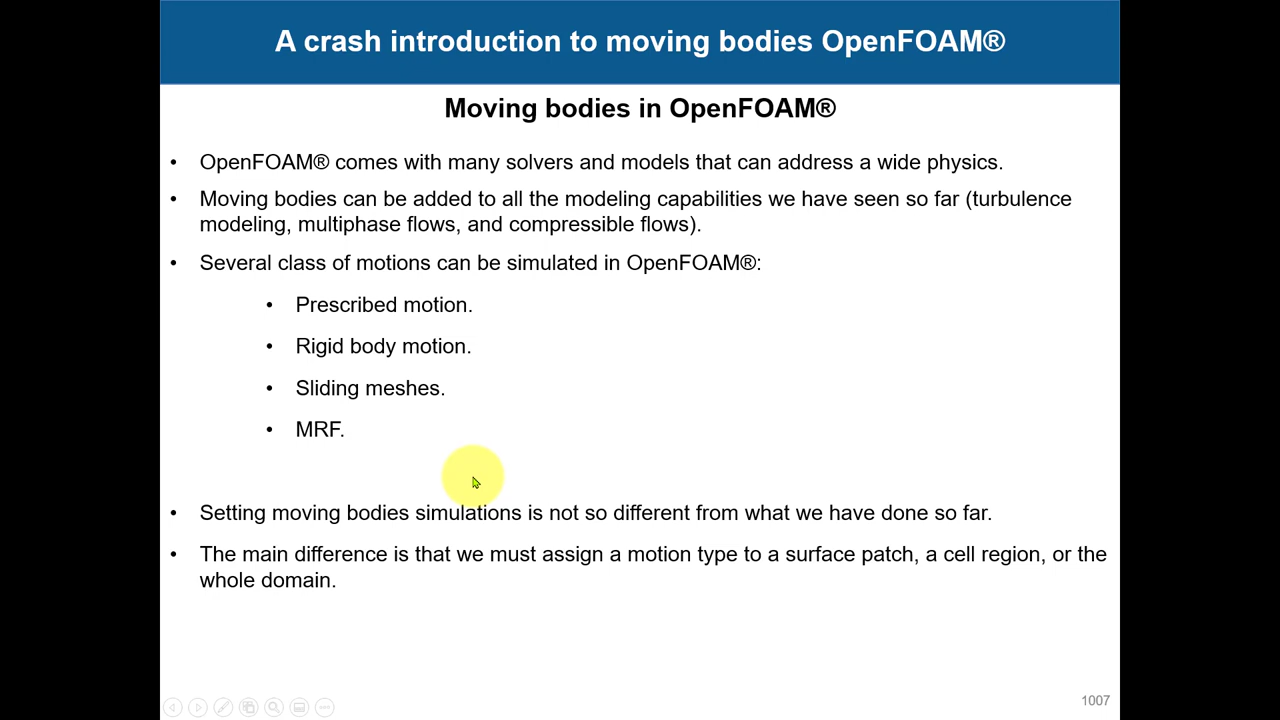 A crash introduction to moving bodies OpenFOAM®
Moving bodies in OpenFOAM®
• OpenFOAM® comes with many solvers and models that can address a wide physics.
• Moving bodies can be added to all the modeling capabilities we have seen so far (turbulence
modeling, multiphase flows, and compressible flows).
• Several class of motions can be simulated in OpenFOAM®:
• Prescribed motion.
• Rigid body motion.
• Sliding meshes.
• MRF.
• Setting moving bodies simulations is not so different from what we have done so far.
• The main difference is that we must assign a motion type to a surface patch, a cell region, or the
whole domain.
1007